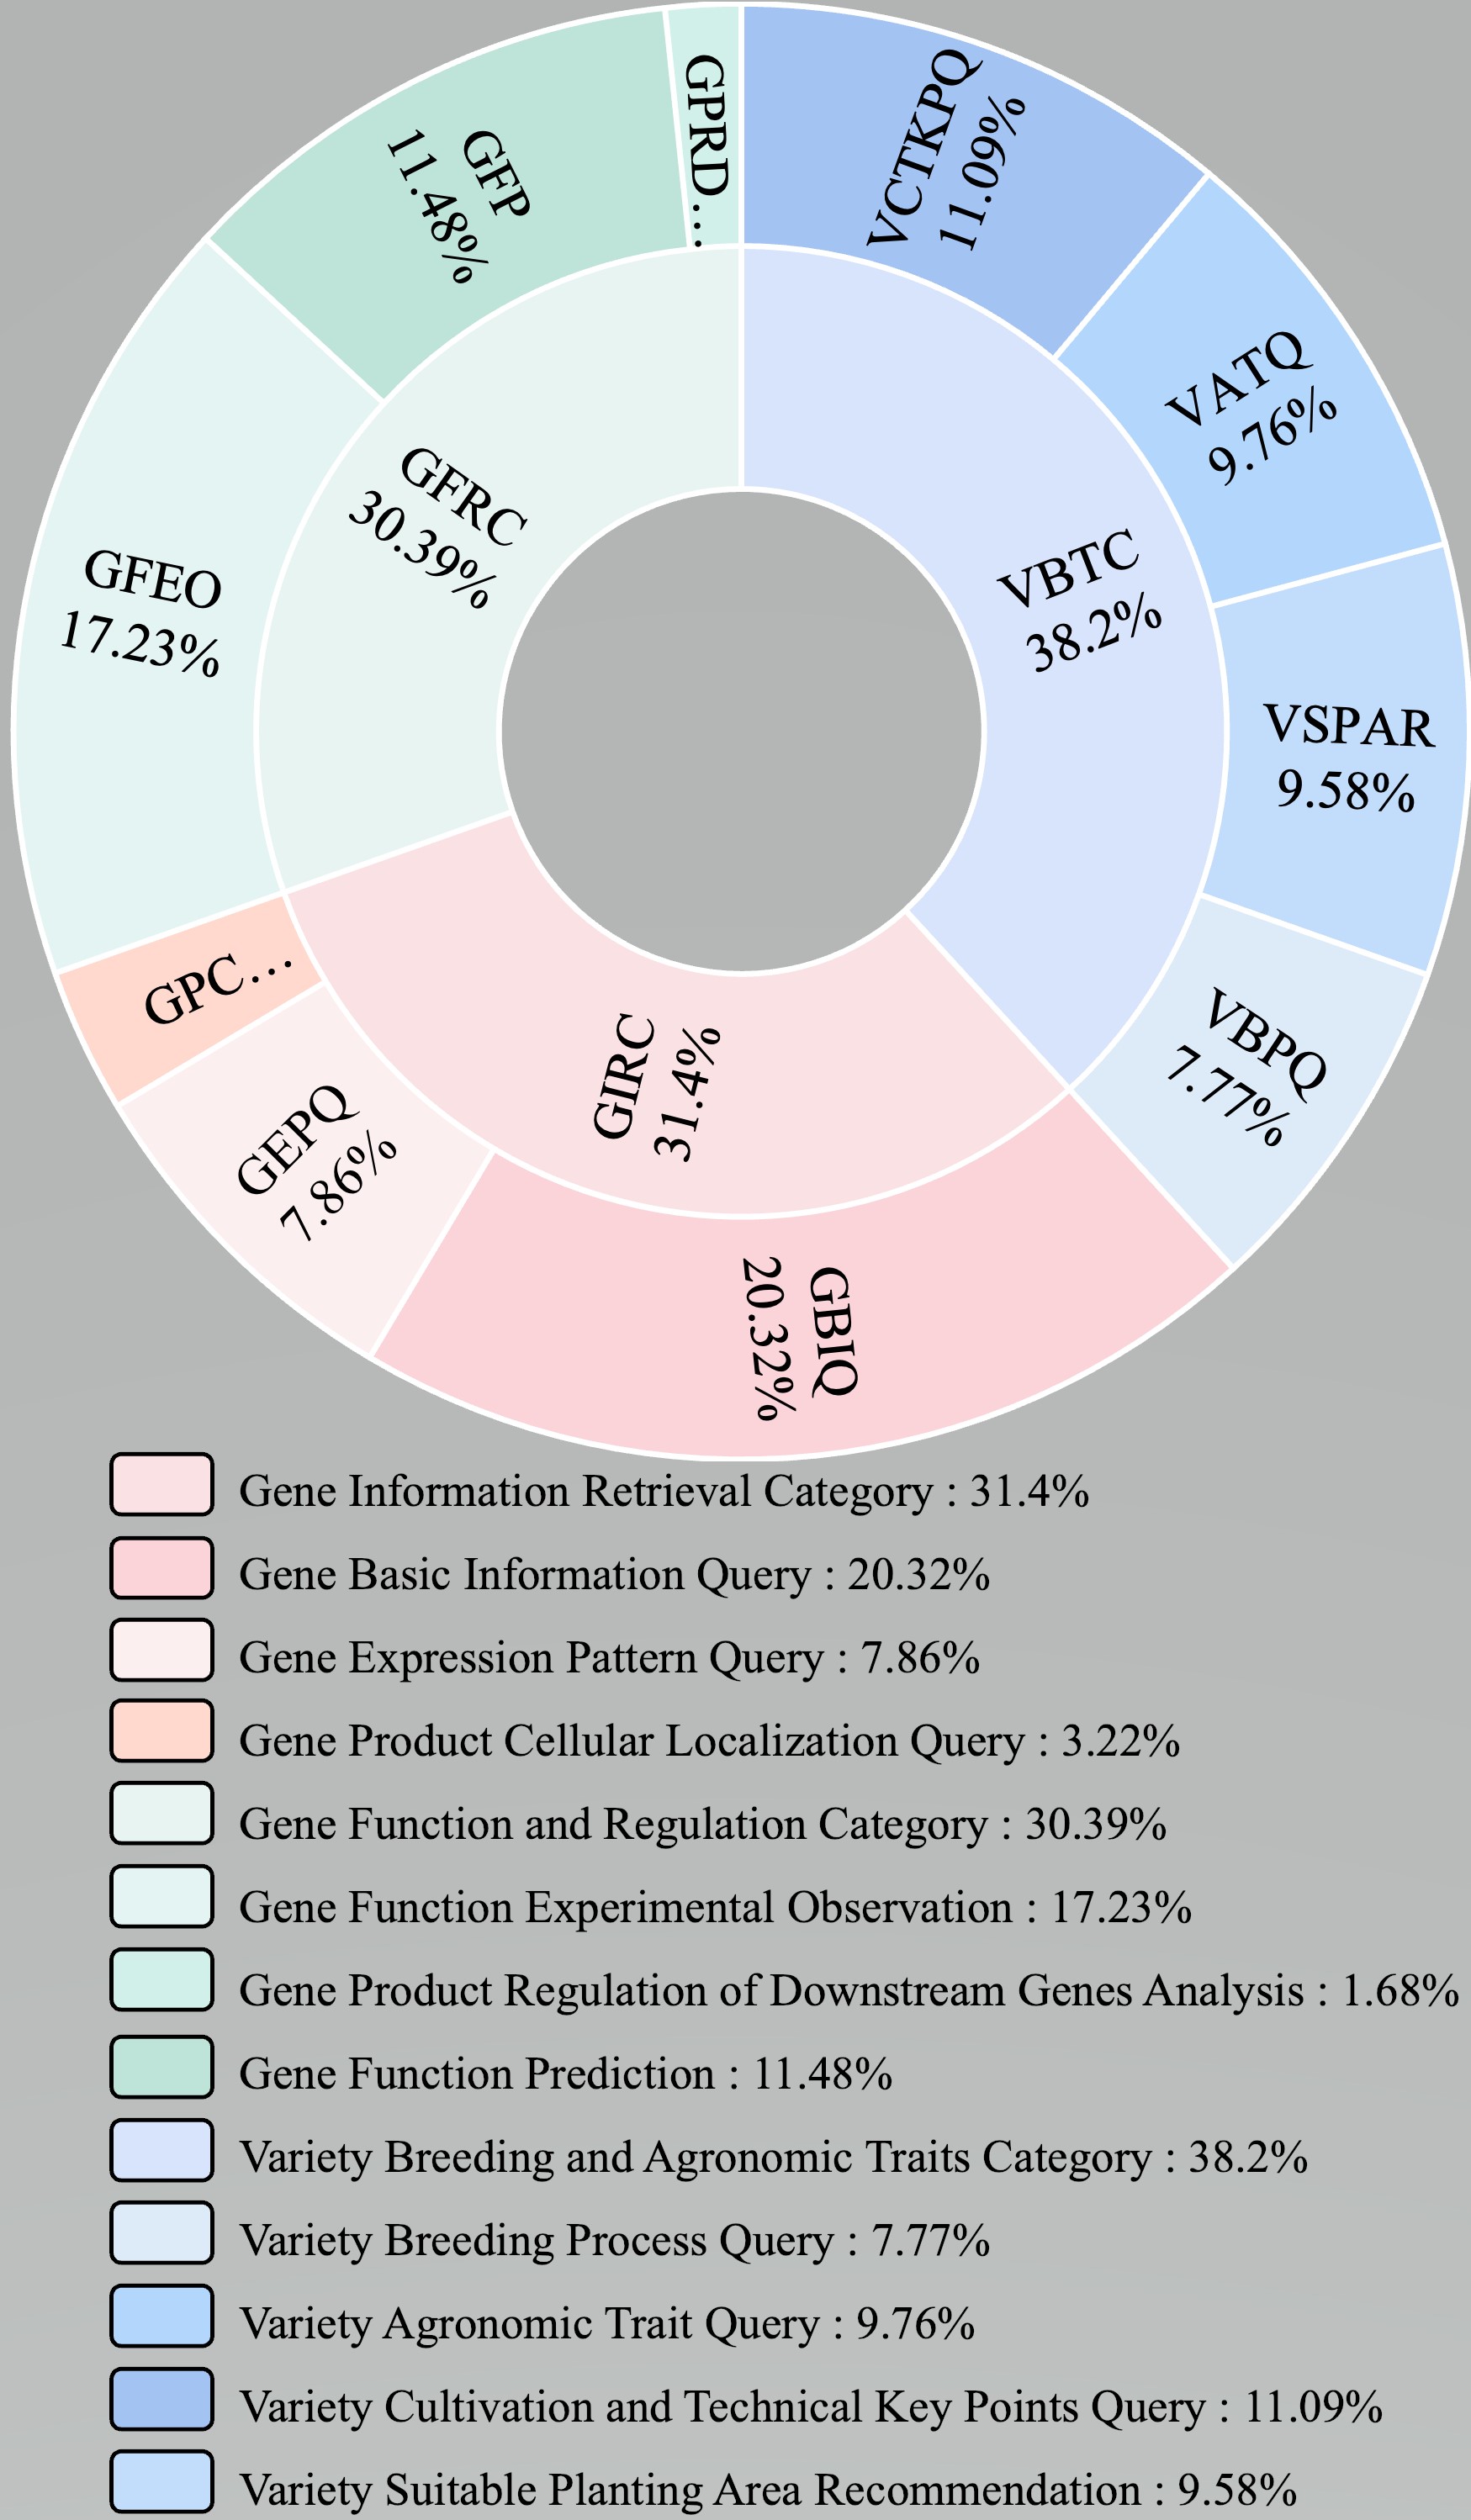 GPRD...
VCTKPQ
11.09%
GFP
11.48%
VATQ
9.76%
GFRC
30.39%
VBTC
38.2%
GFEO
17.23%
VSPAR
9.58%
GPC...
VBPQ
7.77%
GIRC
31.4%
GEPQ
7.86%
GBIQ
20.32%
Gene Information Retrieval Category : 31.4%
Gene Basic Information Query : 20.32%
Gene Expression Pattern Query : 7.86%
Gene Product Cellular Localization Query : 3.22%
Gene Function and Regulation Category : 30.39%
Gene Function Experimental Observation : 17.23%
Gene Product Regulation of Downstream Genes Analysis : 1.68%
Gene Function Prediction : 11.48%
Variety Breeding and Agronomic Traits Category : 38.2%
Variety Breeding Process Query : 7.77%
Variety Agronomic Trait Query : 9.76%
Variety Cultivation and Technical Key Points Query : 11.09%
Variety Suitable Planting Area Recommendation : 9.58%